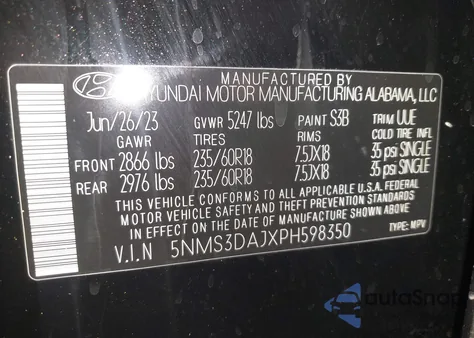 MANUFACTURED BY
HYUNDAI MOTOR MANUFACTURING ALABAMA, LLC
Jun/26/23 GVWR 5247 lbs PAINT S3B TRIM UUE
GAWR TIRES RIMS COLD TIRE INFL
FRONT 2866 lbs 235/60R18 7.5JX18 35 psi SINGLE
REAR 2976 lbs 235/60R18 7.5JX18 35 psi SINGLE
THIS VEHICLE CONFORMS TO ALL APPLICABLE U.S.A. FEDERAL
MOTOR VEHICLE SAFETY AND THEFT PREVENTION STANDARDS
IN EFFECT ON THE DATE OF MANUFACTURE SHOWN ABOVE.
V.I.N 5NMS3DAJXPH598350 TYPE: MPV
autoSnap